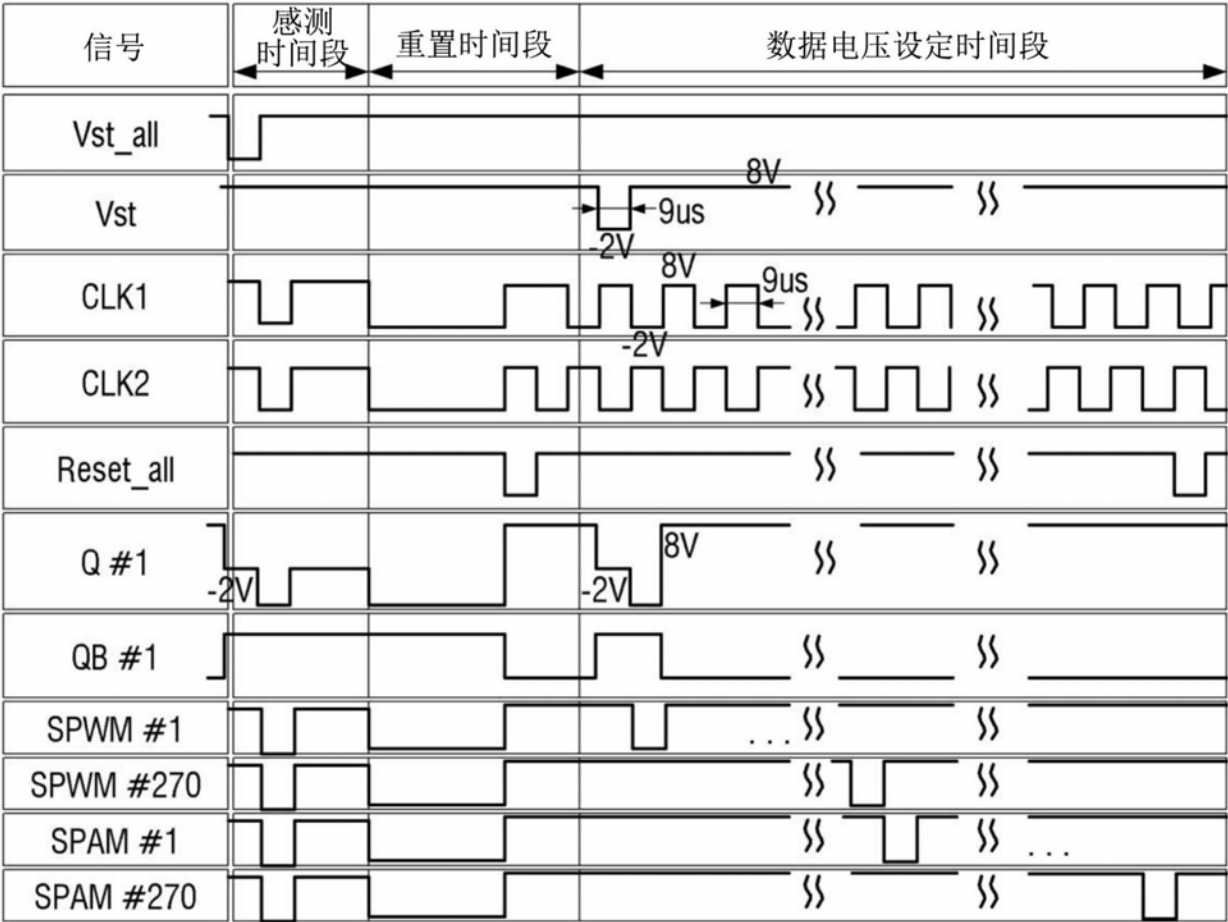 信号
感测
时间段
重置时间段
数据电压设定时间段
Vst_all
Vst
8V
9us
-2V
CLK1
8V
9us
-2V
CLK2
Reset_all
Q #1
-2V
-2V
8V
QB #1
SPWM #1
...
SPWM #270
SPAM #1
...
SPAM #270